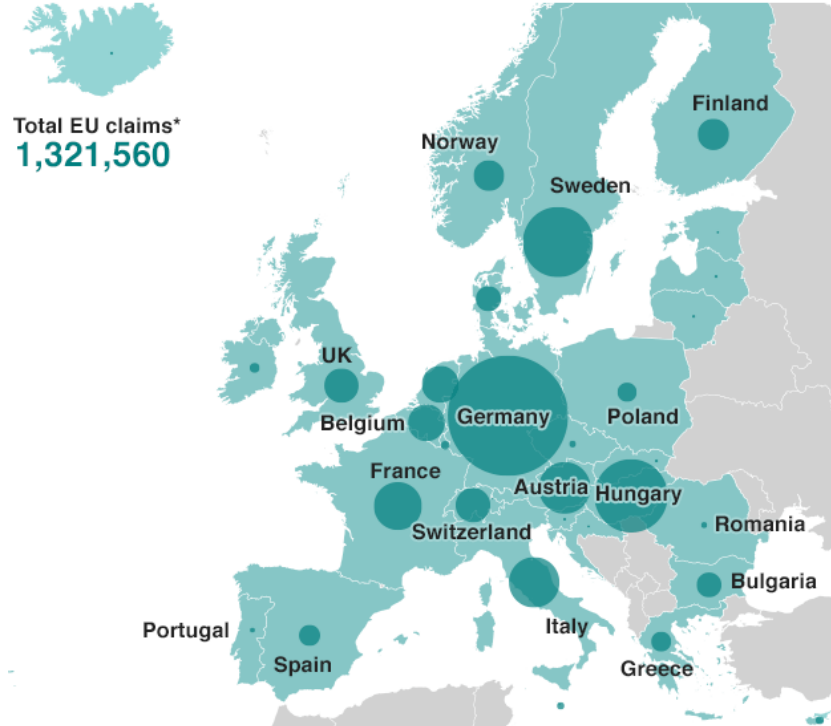 Total EU claims*
1,321,560
Finland
Norway
Sweden
UK
Belgium
Germany
Poland
France
Austria
Hungary
Switzerland
Romania
Bulgaria
Portugal
Italy
Spain
Greece